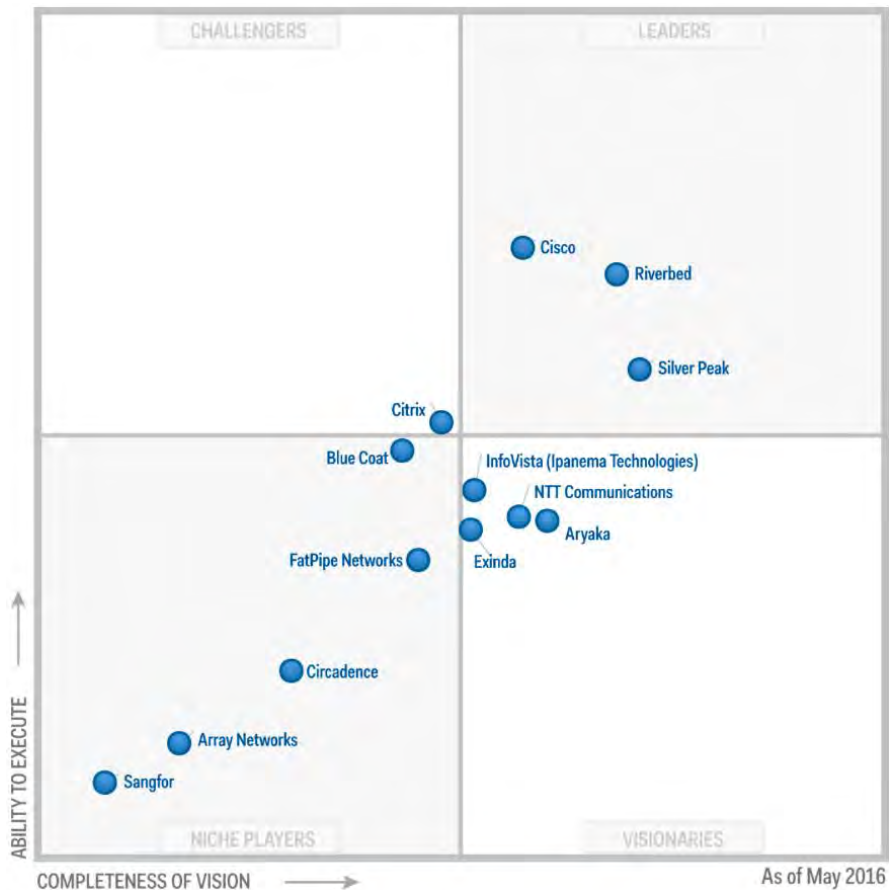 CHALLENGERS
LEADERS
Cisco
Riverbed
Silver Peak
Citrix
Blue Coat
InfoVista (Ipanema Technologies)
NTT Communications
Aryaka
Exinda
FatPipe Networks
Circadence
Array Networks
Sangfor
ABILITY TO EXECUTE
NICHE PLAYERS
VISIONARIES
COMPLETENESS OF VISION
As of May 2016